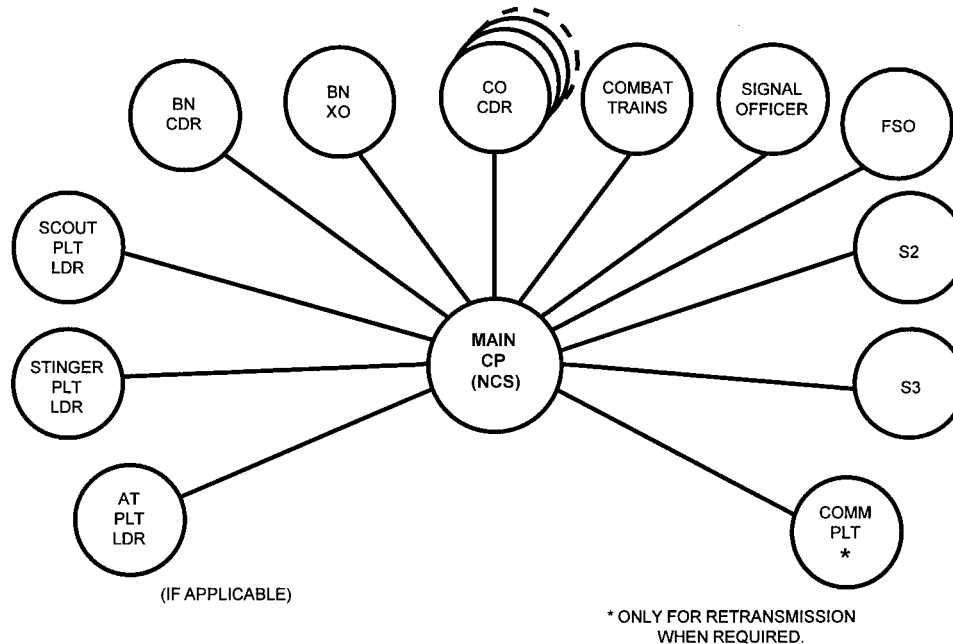 BN
CDR
BN
XO
CO
CDR
COMBAT
TRAINS
SIGNAL
OFFICER
FSO
SCOUT
PLT
LDR
S2
STINGER
PLT
LDR
MAIN
CP
(NCS)
S3
AT
PLT
LDR
COMM
PLT
*
(IF APPLICABLE)
* ONLY FOR RETRANSMISSION
WHEN REQUIRED.